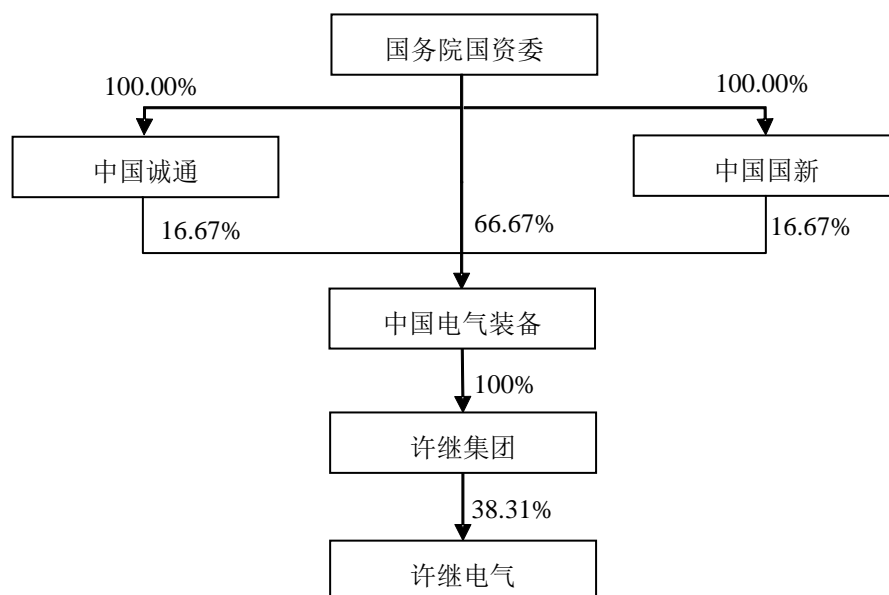 国务院国资委
100.00%
100.00%
中国诚通
中国国新
16.67%
66.67%
16.67%
中国电气装备
100%
许继集团
38.31%
许继电气